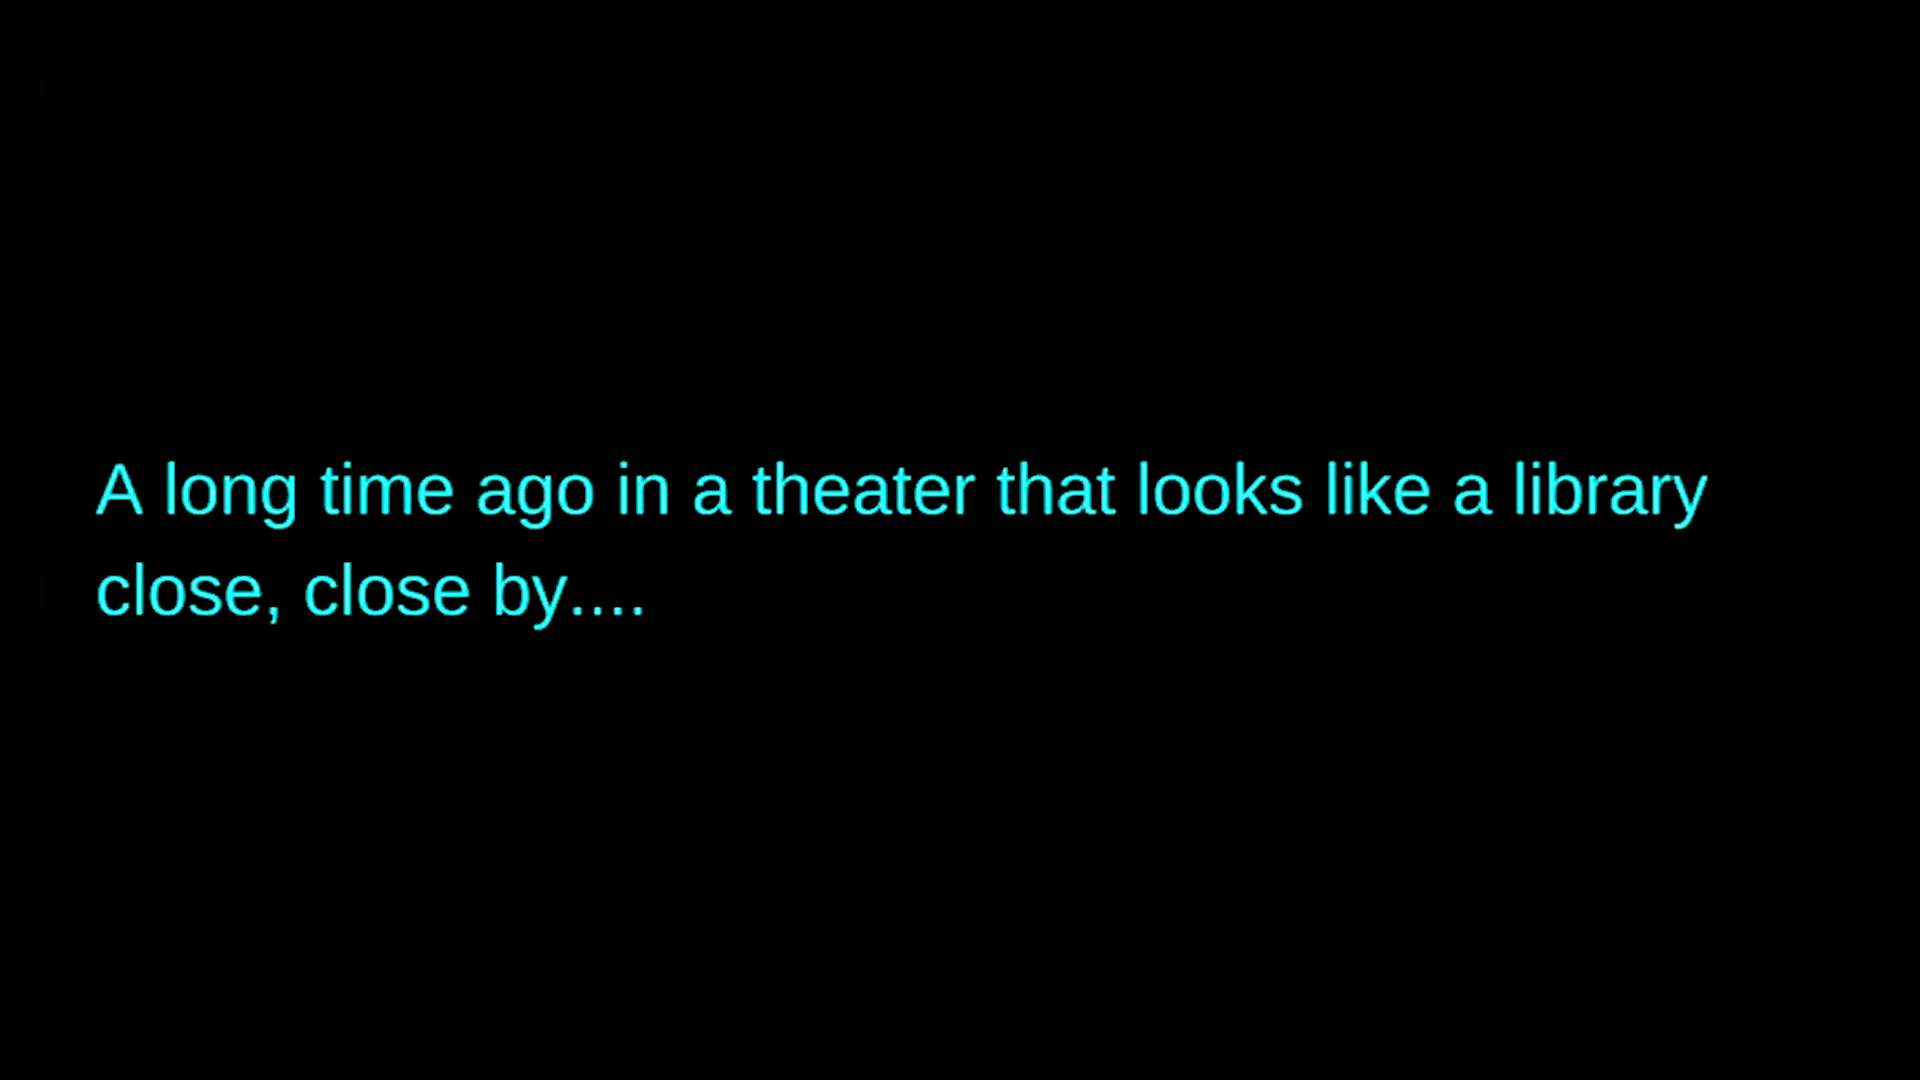 A long time ago in a theater that looks like a library
close, close by....